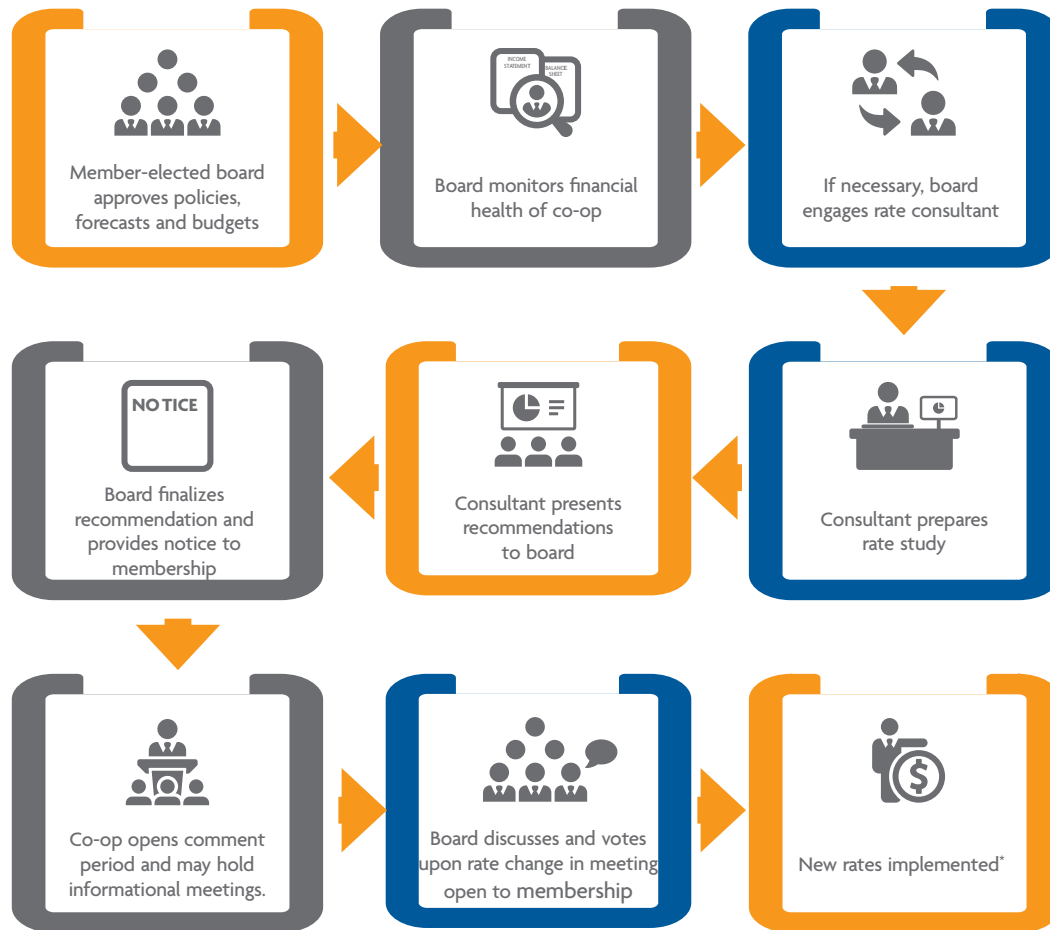 INCOME
STATEMENT
BALANCE
SHEET
Member-elected board
approves policies,
forecasts and budgets
Board monitors financial
health of co-op
If necessary, board
engages rate consultant
NOTICE
Board finalizes
recommendation and
provides notice to
membership
Consultant presents
recommendations
to board
Consultant prepares
rate study
Co-op opens comment
period and may hold
informational meetings.
Board discusses and votes
upon rate change in meeting
open to membership
$
New rates implemented*